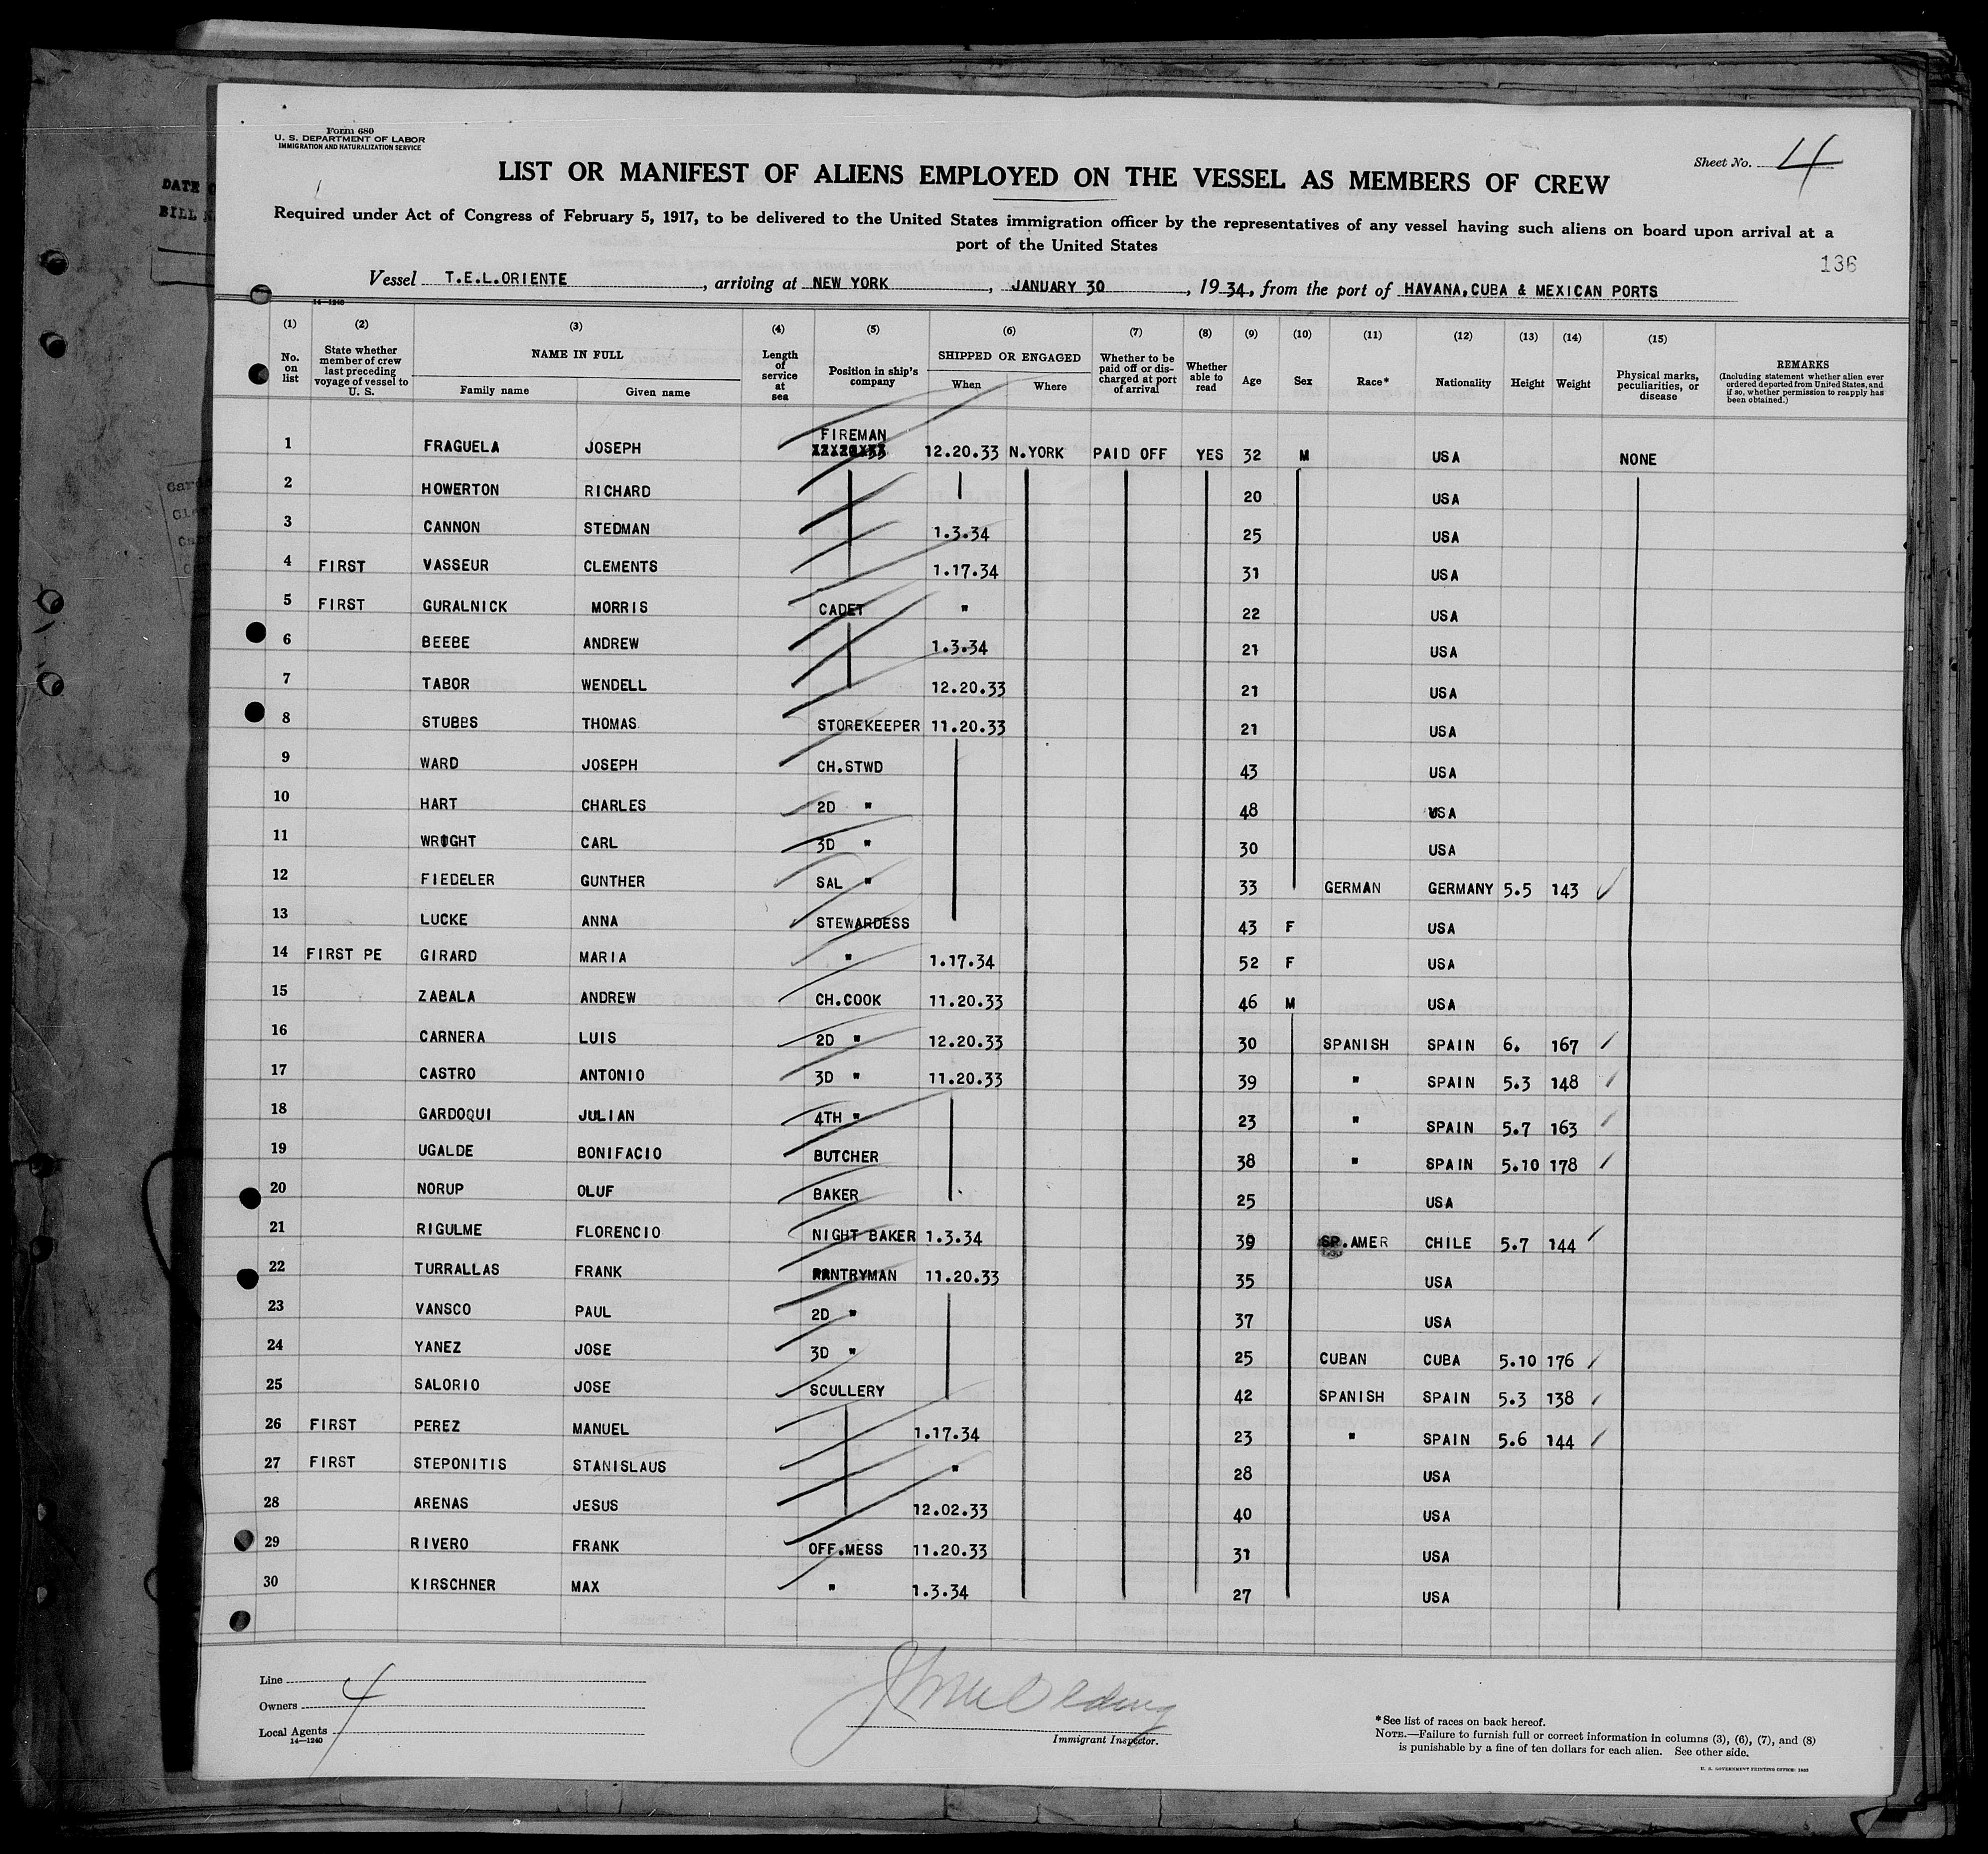 Form 680
U. S. DEPARTMENT OF LABOR
IMMIGRATION AND NATURALIZATION SERVICE
Sheet No. 4
LIST OR MANIFEST OF ALIENS EMPLOYED ON THE VESSEL AS MEMBERS OF CREW
Required under Act of Congress of February 5, 1917, to be delivered to the United States immigration officer by the representatives of any vessel having such aliens on board upon arrival at a
port of the United States
136
Vessel T.E.L.ORIENTE, arriving at NEW YORK, JANUARY 30, 1934, from the port of HAVANA, CUBA & MEXICAN PORTS
14-1240
(1) (2) (3) (4) (5) (6) (7) (8) (9) (10) (11) (12) (13) (14) (15)
No. on list State whether member of crew last preceding voyage of vessel to U. S. NAME IN FULL Family name Given name Length of service at sea Position in ship's company SHIPPED OR ENGAGED When Where Whether to be paid off or discharged at port of arrival Whether able to read Age Sex Race* Nationality Height Weight Physical marks, peculiarities, or disease REMARKS (Including statement whether alien ever ordered deported from United States, and if so, whether permission to reapply has been obtained.)
1 FRAGUELA JOSEPH FIREMAN 12.20.33 N.YORK PAID OFF YES 32 M USA NONE
2 HOWERTON RICHARD 20 USA
3 CANNON STEDMAN 1.3.34 25 USA
4 FIRST VASSEUR CLEMENTS 1.17.34 31 USA
5 FIRST GURALNICK MORRIS CADET " 22 USA
6 BEEBE ANDREW 1.3.34 21 USA
7 TABOR WENDELL 12.20.33 21 USA
8 STUBBS THOMAS STOREKEEPER 11.20.33 21 USA
9 WARD JOSEPH CH.STWD 43 USA
10 HART CHARLES 2D " 48 USA
11 WRIGHT CARL 3D " 30 USA
12 FIEDELER GUNTHER SAL " 33 GERMAN GERMANY 5.5 143
13 LUCKE ANNA STEWARDESS 43 F USA
14 FIRST PE GIRARD MARIA " 1.17.34 52 F USA
15 ZABALA ANDREW CH.COOK 11.20.33 46 M USA
16 CARNERA LUIS 2D " 12.20.33 30 SPANISH SPAIN 6. 167
17 CASTRO ANTONIO 3D " 11.20.33 39 " SPAIN 5.3 148
18 GARDOQUI JULIAN 4TH " 23 " SPAIN 5.7 163
19 UGALDE BONIFACIO BUTCHER 38 " SPAIN 5.10 178
20 NORUP OLUF BAKER 25 USA
21 RIGULME FLORENCIO NIGHT BAKER 1.3.34 39 SP.AMER CHILE 5.7 144
22 TURRALLAS FRANK PANTRYMAN 11.20.33 35 USA
23 VANSCO PAUL 2D " 37 USA
24 YANEZ JOSE 3D " 25 CUBAN CUBA 5.10 176
25 SALORIO JOSE SCULLERY 42 SPANISH SPAIN 5.3 138
26 FIRST PEREZ MANUEL 1.17.34 23 " SPAIN 5.6 144
27 FIRST STEPONITIS STANISLAUS " 28 USA
28 ARENAS JESUS 12.02.33 40 USA
29 RIVERO FRANK OFF.MESS 11.20.33 31 USA
30 KIRSCHNER MAX " 1.3.34 27 USA
Line
Owners 4
Local Agents
14-1240
Immigrant Inspector.
*See list of races on back hereof.
NOTE.—Failure to furnish full or correct information in columns (3), (6), (7), and (8)
is punishable by a fine of ten dollars for each alien. See other side.
DATE
BILL